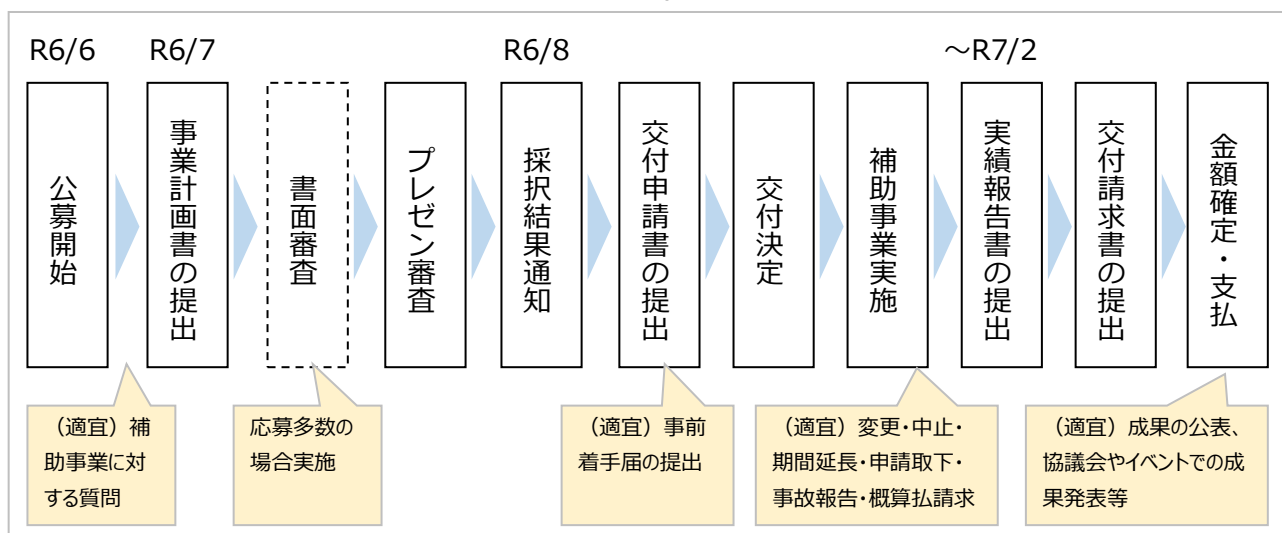 R6/6
R6/7
R6/8
～R7/2
公募開始
事業計画書の提出
書面審査
プレゼン審査
採択結果通知
交付申請書の提出
交付決定
補助事業実施
実績報告書の提出
交付請求書の提出
金額確定・支払
（適宜）補
助事業に対
する質問
応募多数の
場合実施
（適宜）事前
着手届の提出
（適宜）変更・中止・
期間延長・申請取下・
事故報告・概算払請求
（適宜）成果の公表、
協議会やイベントでの成
果発表等